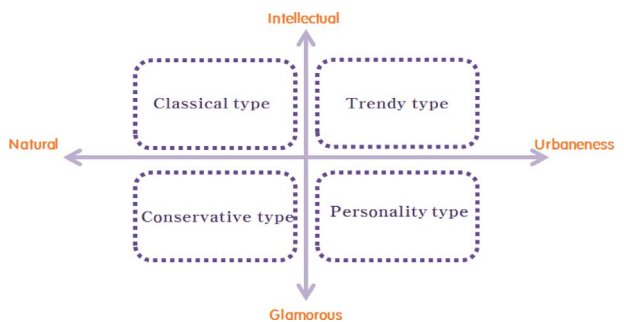 Intellectual
Classical type
Trendy type
Natural
Urbaneness
Conservative type
Personality type
Glamorous